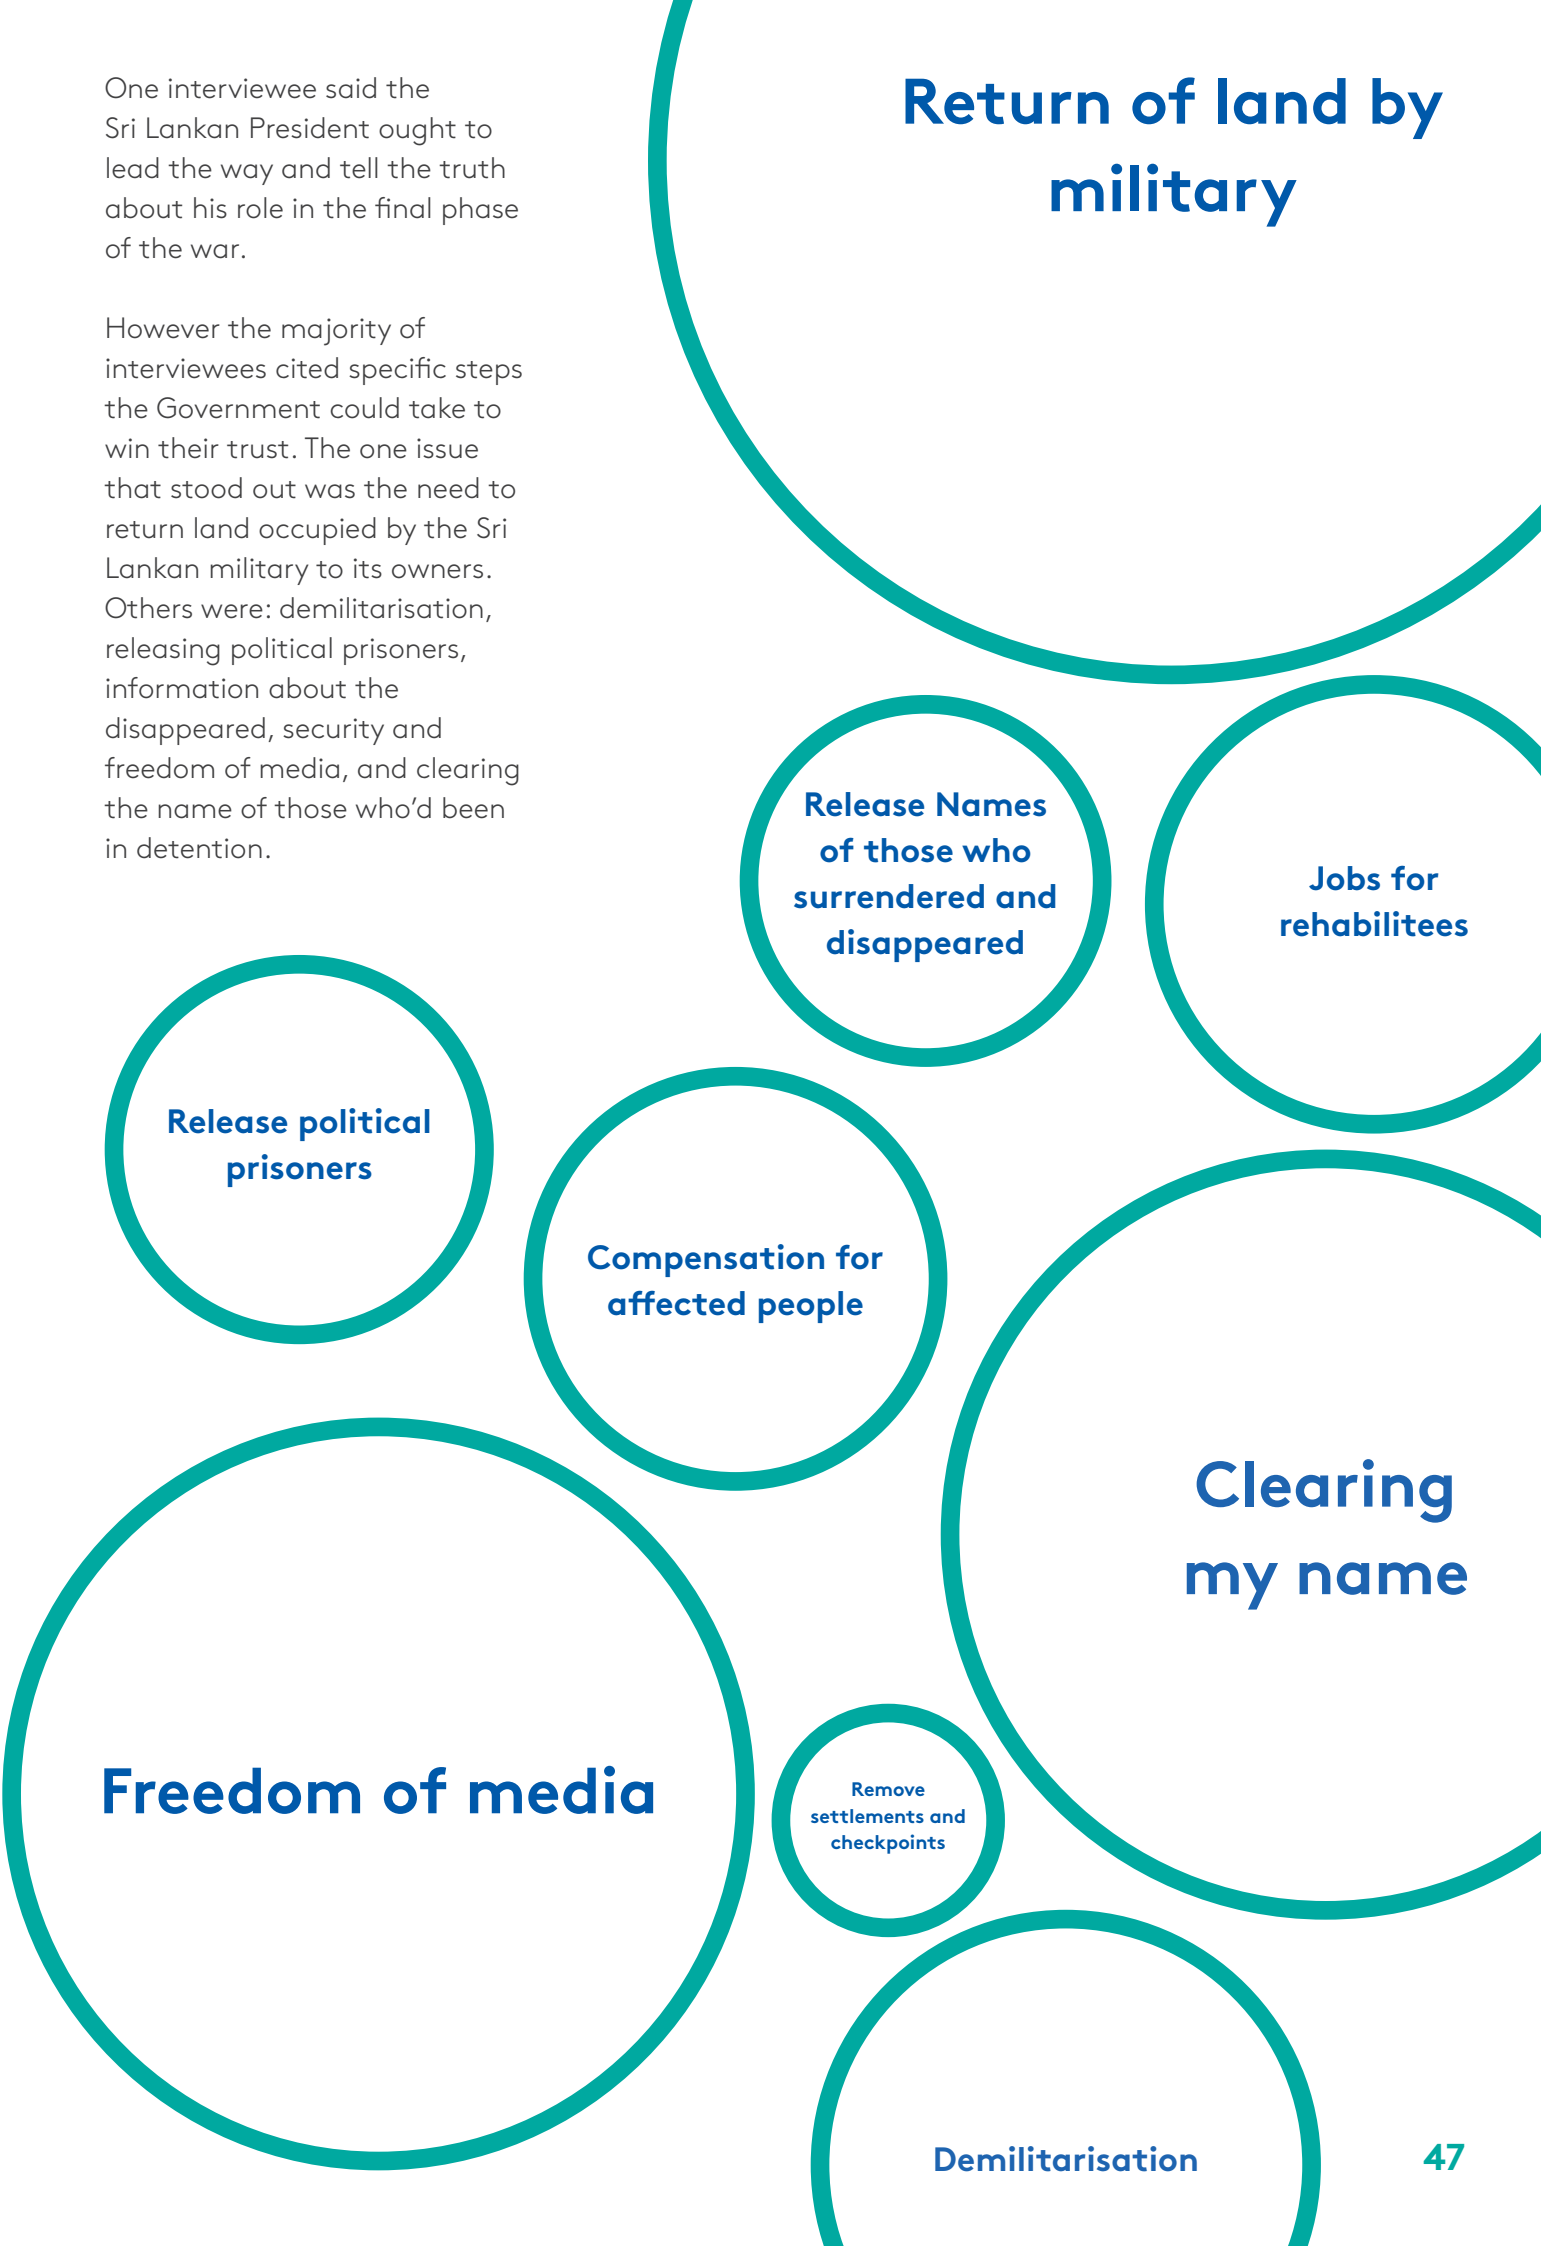 One interviewee said the
Sri Lankan President ought to
lead the way and tell the truth
about his role in the final phase
of the war.
However the majority of
interviewees cited specific steps
the Government could take to
win their trust. The one issue
that stood out was the need to
return land occupied by the Sri
Lankan military to its owners.
Others were: demilitarisation,
releasing political prisoners,
information about the
disappeared, security and
freedom of media, and clearing
the name of those who’d been
in detention.
Return of land by
military
Release Names
of those who
surrendered and
disappeared
Jobs for
rehabilitees
Release political
prisoners
Compensation for
affected people
Clearing
my name
Freedom of media
Remove
settlements and
checkpoints
Demilitarisation
47